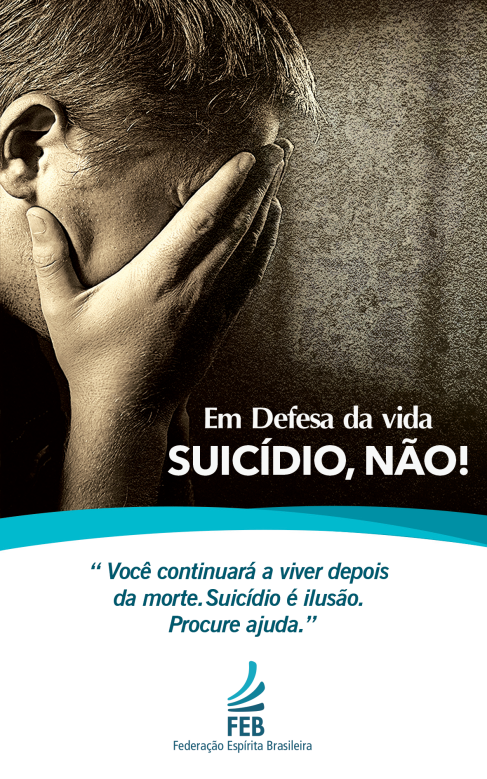 Em Defesa da vida
SUICÍDIO, NÃO!
“ Você continuará a viver depois
da morte. Suicídio é ilusão.
Procure ajuda.”
FEB
Federação Espírita Brasileira